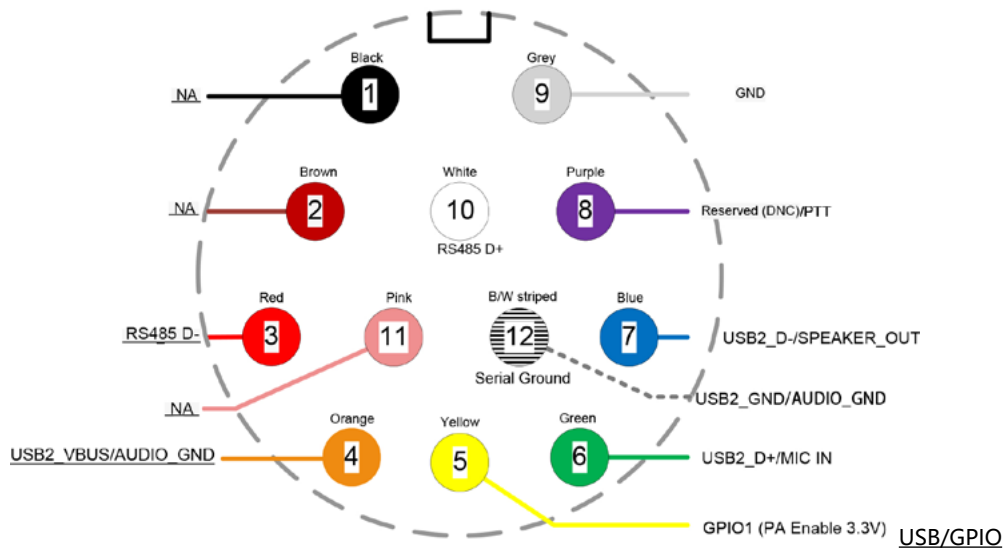 Black
Grey
1
9
NA
GND
Brown
White
Purple
2
10
8
NA
Reserved (DNC)/PTT
RS485 D+
Red
Pink
B/W striped
Blue
3
11
12
7
RS485 D-
USB2_D-/SPEAKER_OUT
Serial Ground
USB2_GND/AUDIO_GND
NA
Orange
Yellow
Green
4
5
6
USB2_VBUS/AUDIO_GND
USB2_D+/MIC IN
GPIO1 (PA Enable 3.3V)
USB/GPIO